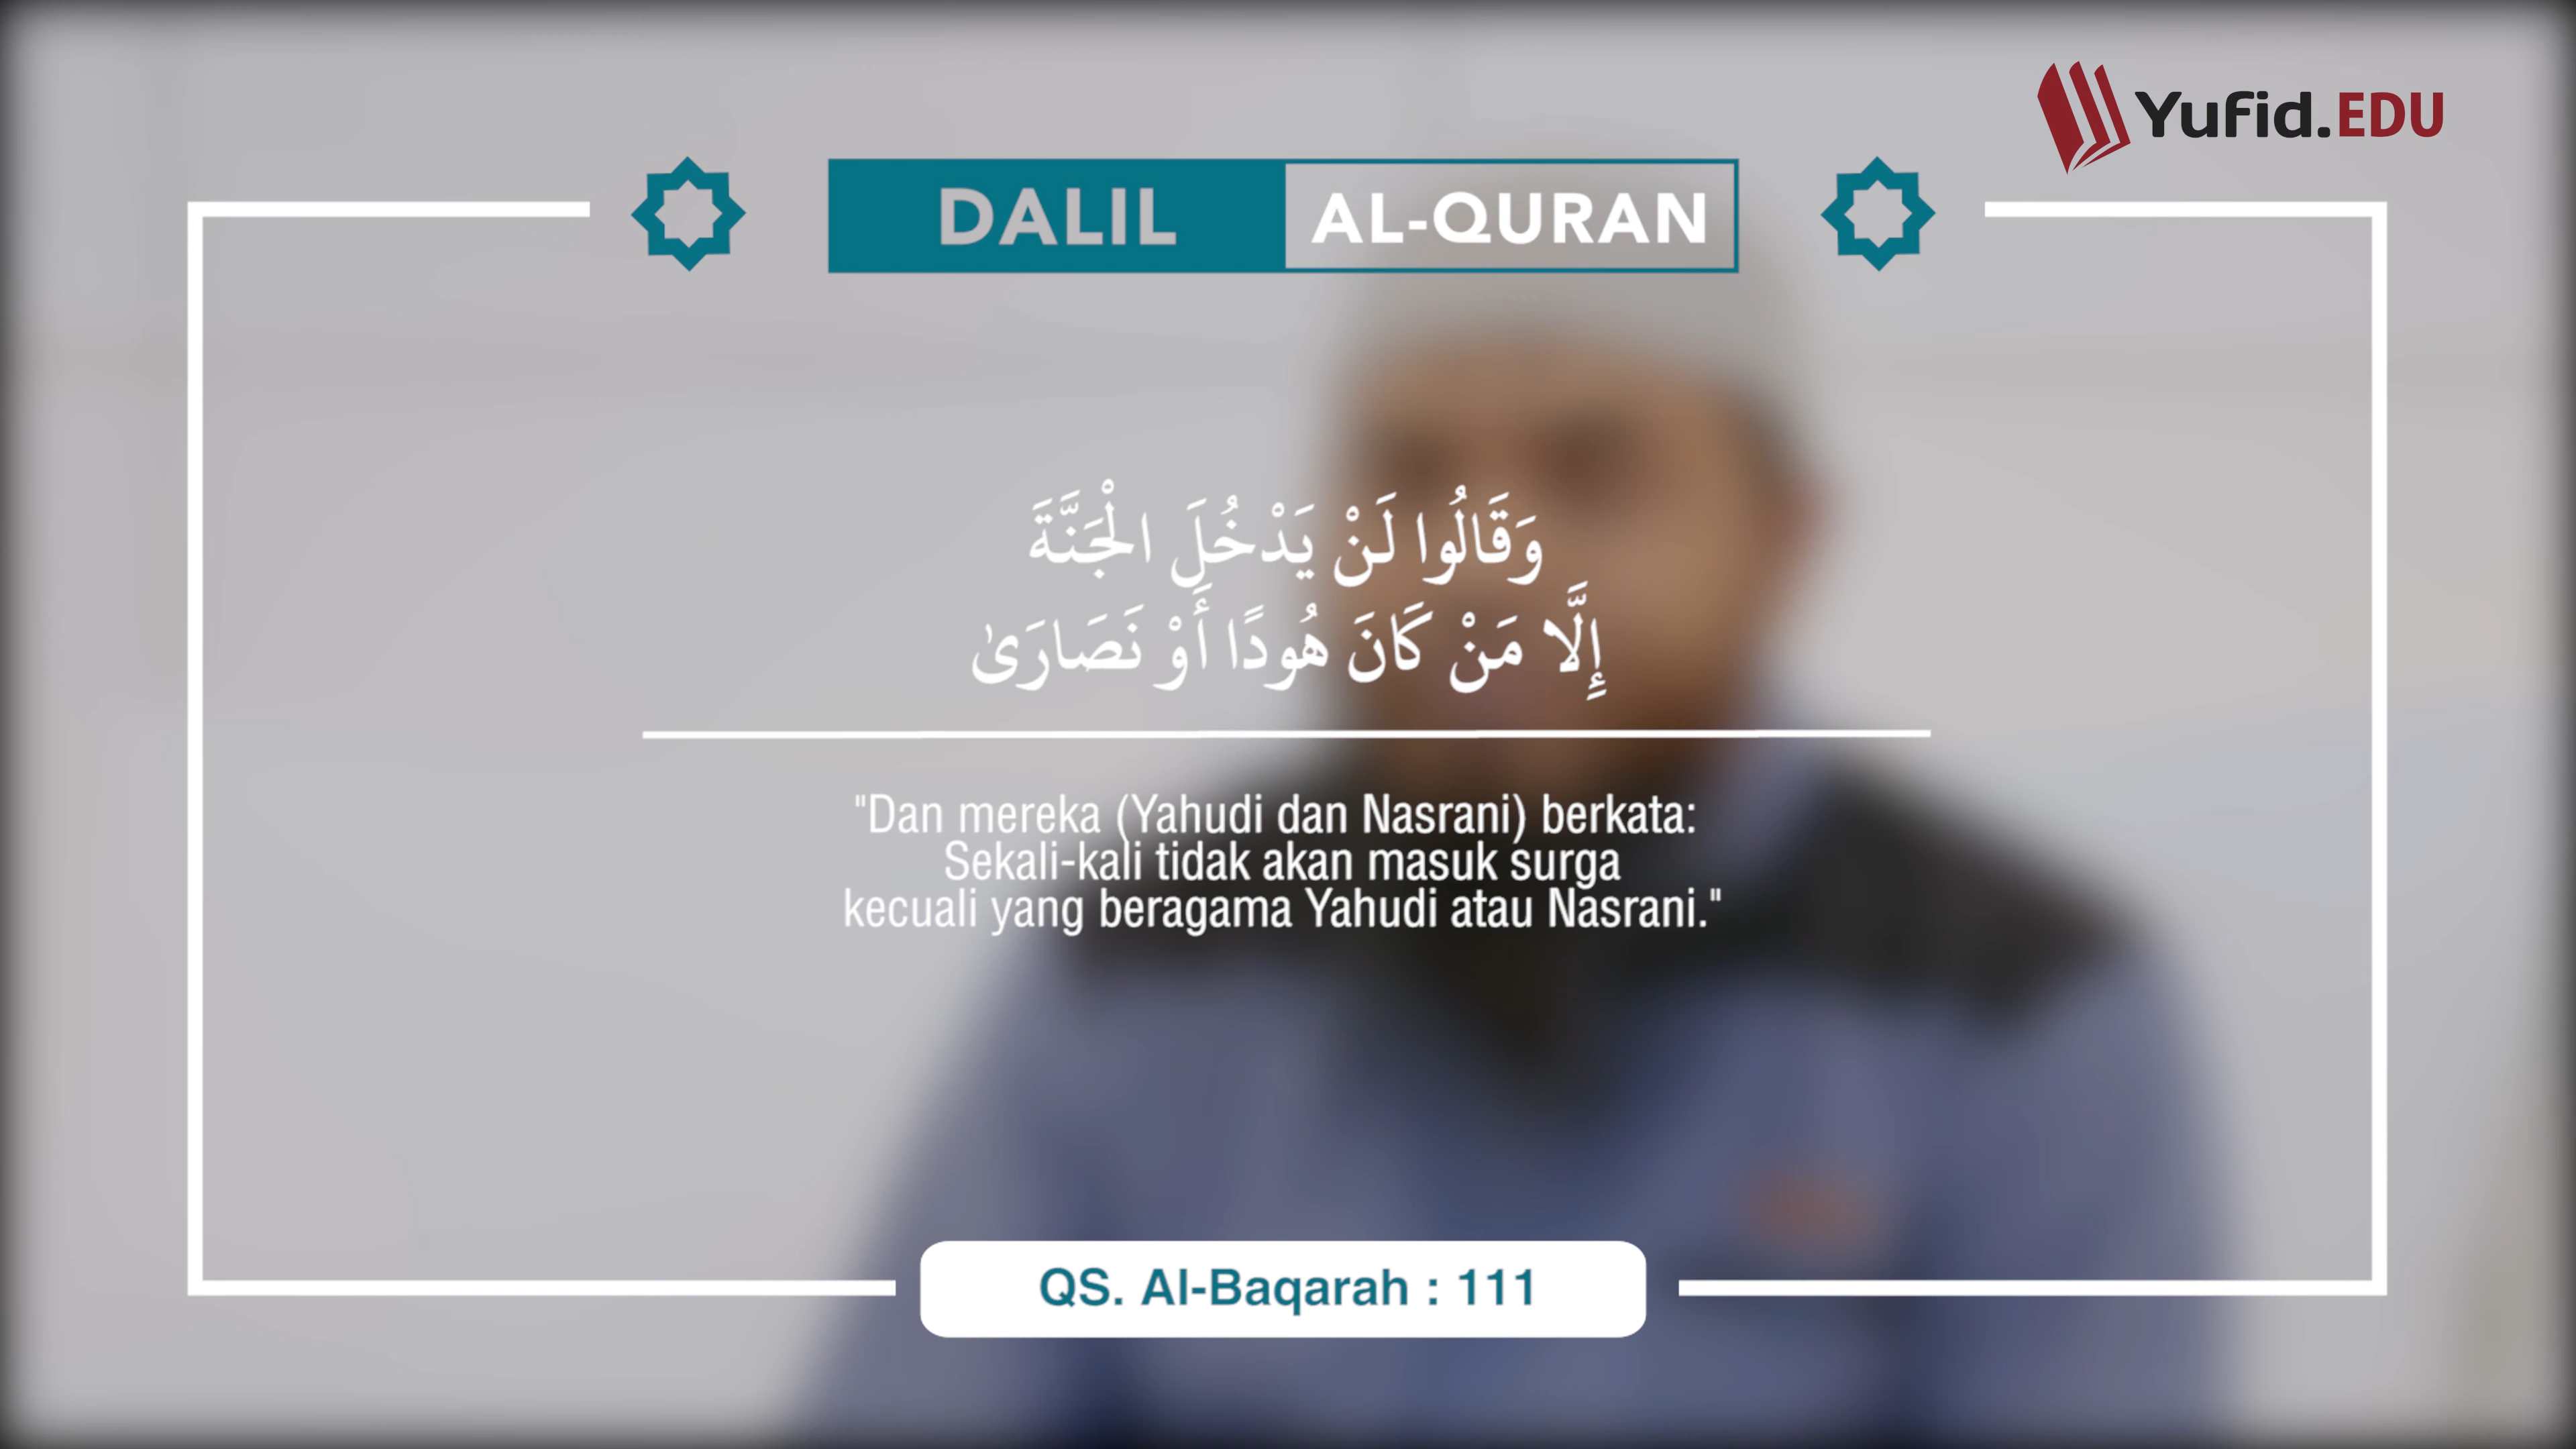 Yufid.EDU
DALIL AL-QURAN
وَقَالُوا لَنْ يَدْخُلَ الْجَنَّةَ
إِلَّا مَنْ كَانَ هُودًا أَوْ نَصَارَىٰ
"Dan mereka (Yahudi dan Nasrani) berkata:
Sekali-kali tidak akan masuk surga
kecuali yang beragama Yahudi atau Nasrani."
QS. Al-Baqarah : 111